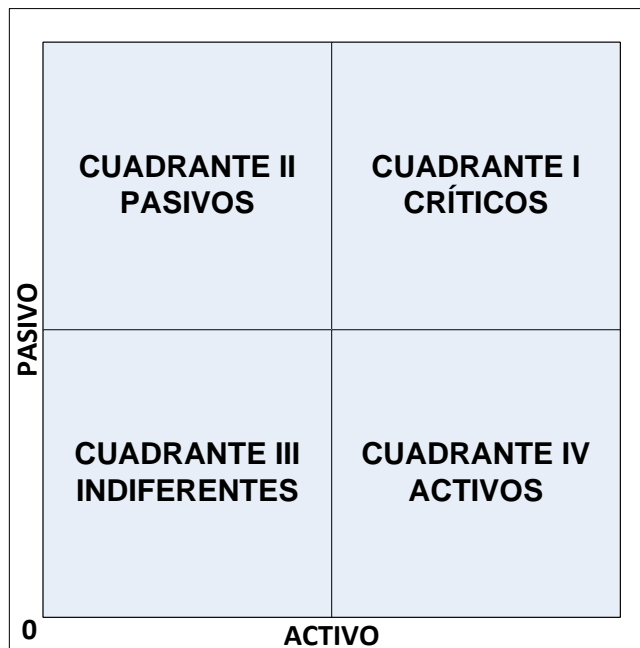 CUADRANTE II
PASIVOS
CUADRANTE I
CRÍTICOS
PASIVO
CUADRANTE III
INDIFERENTES
CUADRANTE IV
ACTIVOS
0
ACTIVO